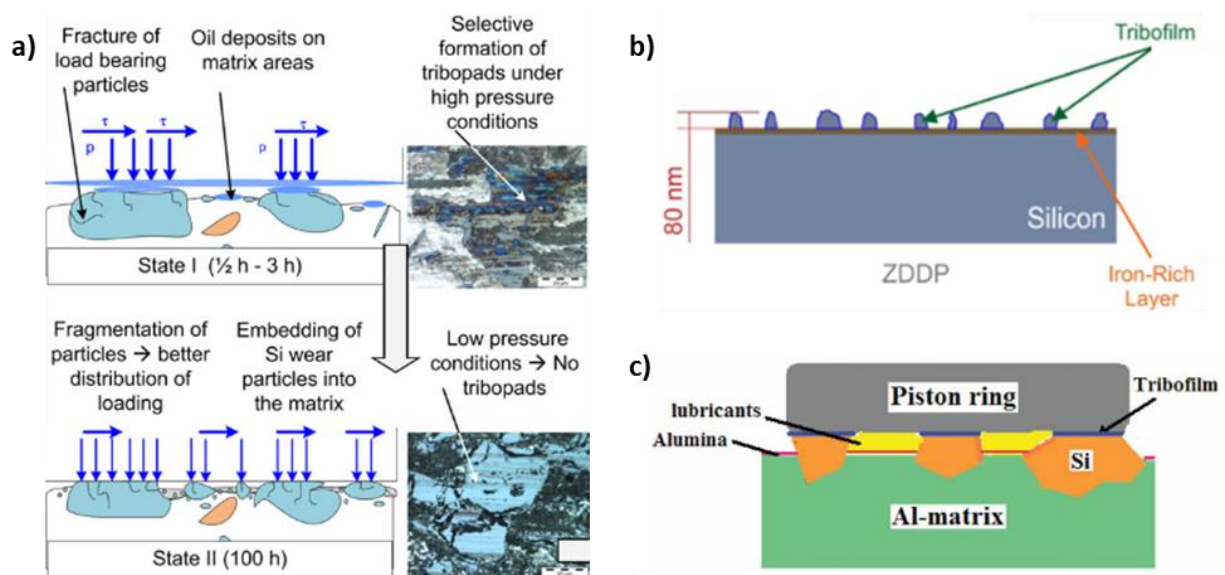 a)
Fracture of
load bearing
particles
Oil deposits on
matrix areas
Selective
formation of
tribopads under
high pressure
conditions
τ
τ
τ
p
p
State I (½ h - 3 h)
Fragmentation of
particles → better
distribution of
loading
Embedding of
Si wear
particles into
the matrix
Low pressure
conditions → No
tribopads
State II (100 h)
b)
Tribofilm
80 nm
Silicon
ZDDP
Iron-Rich
Layer
c)
Piston ring
Tribofilm
lubricants
Alumina
Si
Al-matrix